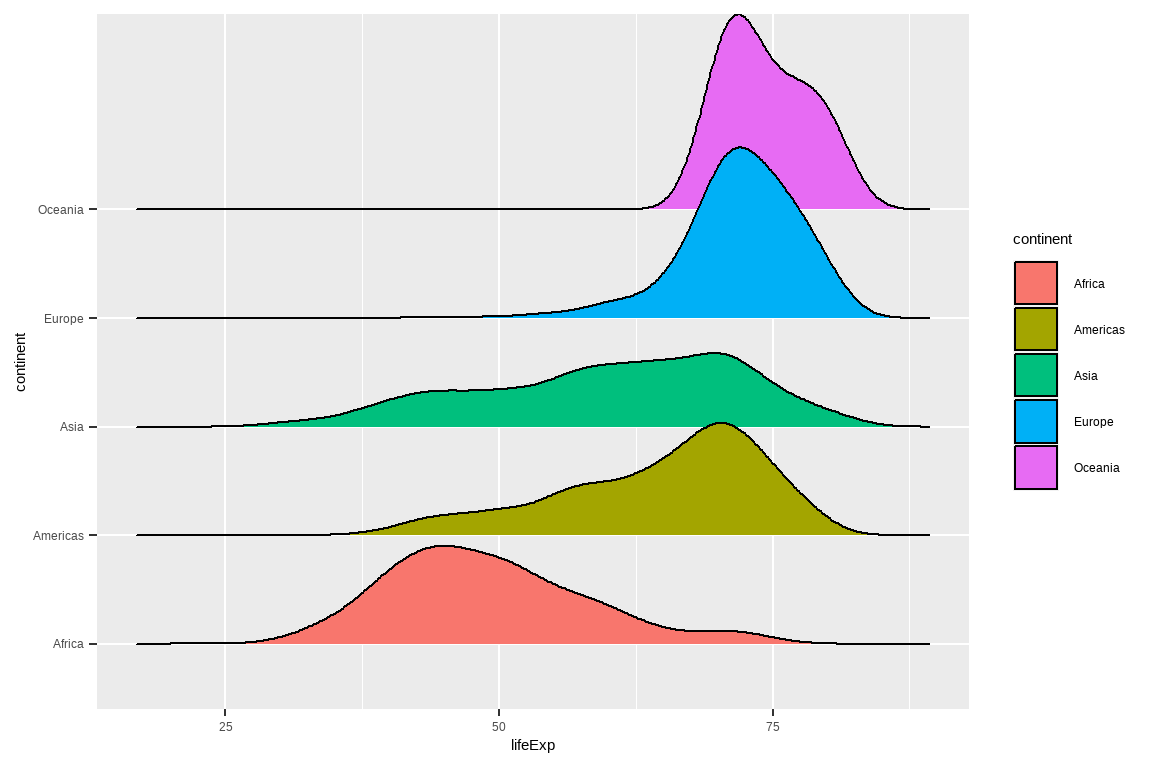 Oceania
Europe
Asia
Americas
Africa
continent
25 50 75
lifeExp
continent
Africa
Americas
Asia
Europe
Oceania